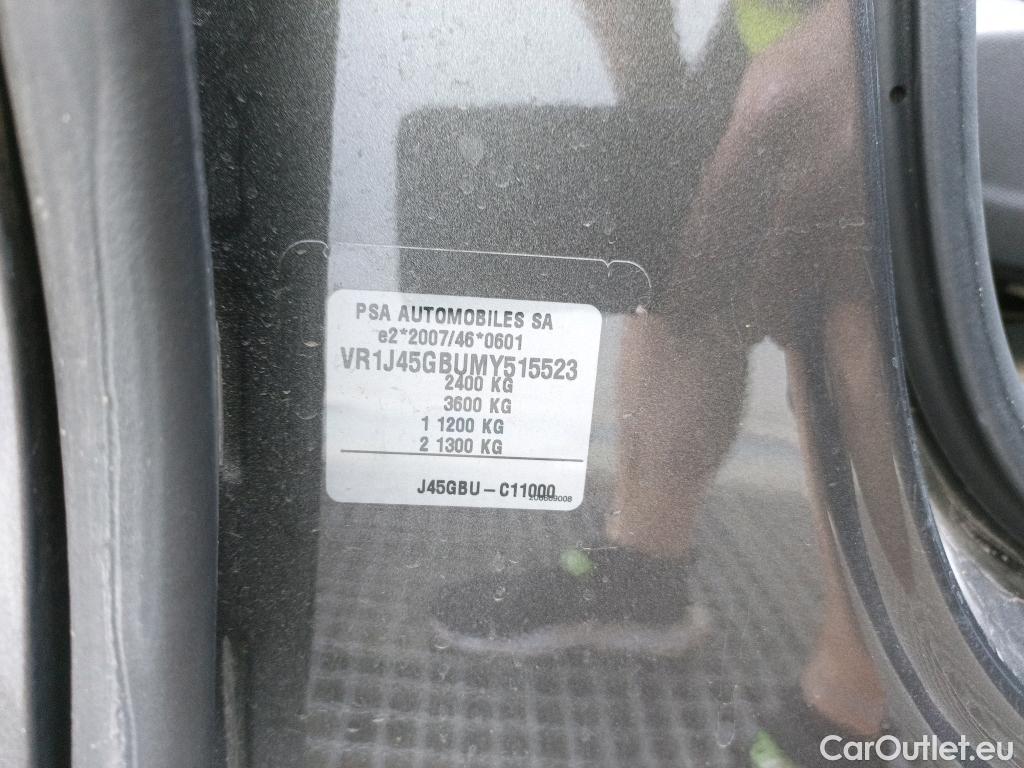 PSA AUTOMOBILES SA
e2*2007/46*0601
VR1J45GBUMY515523
2400 KG
3600 KG
1 1200 KG
2 1300 KG
J45GBU – C11000
CarOutlet.eu